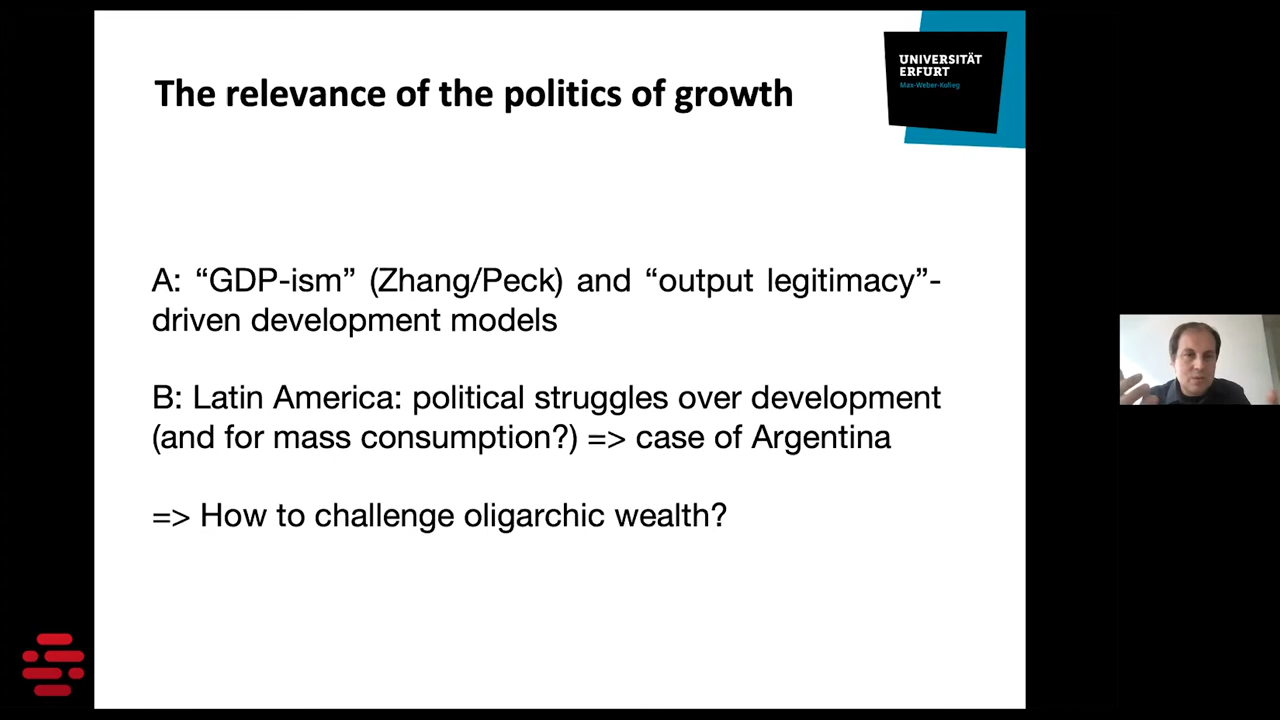 The relevance of the politics of growth
UNIVERSITÄT
ERFURT
Max-Weber-Kolleg
A: “GDP-ism” (Zhang/Peck) and “output legitimacy”-
driven development models
B: Latin America: political struggles over development
(and for mass consumption?) => case of Argentina
=> How to challenge oligarchic wealth?